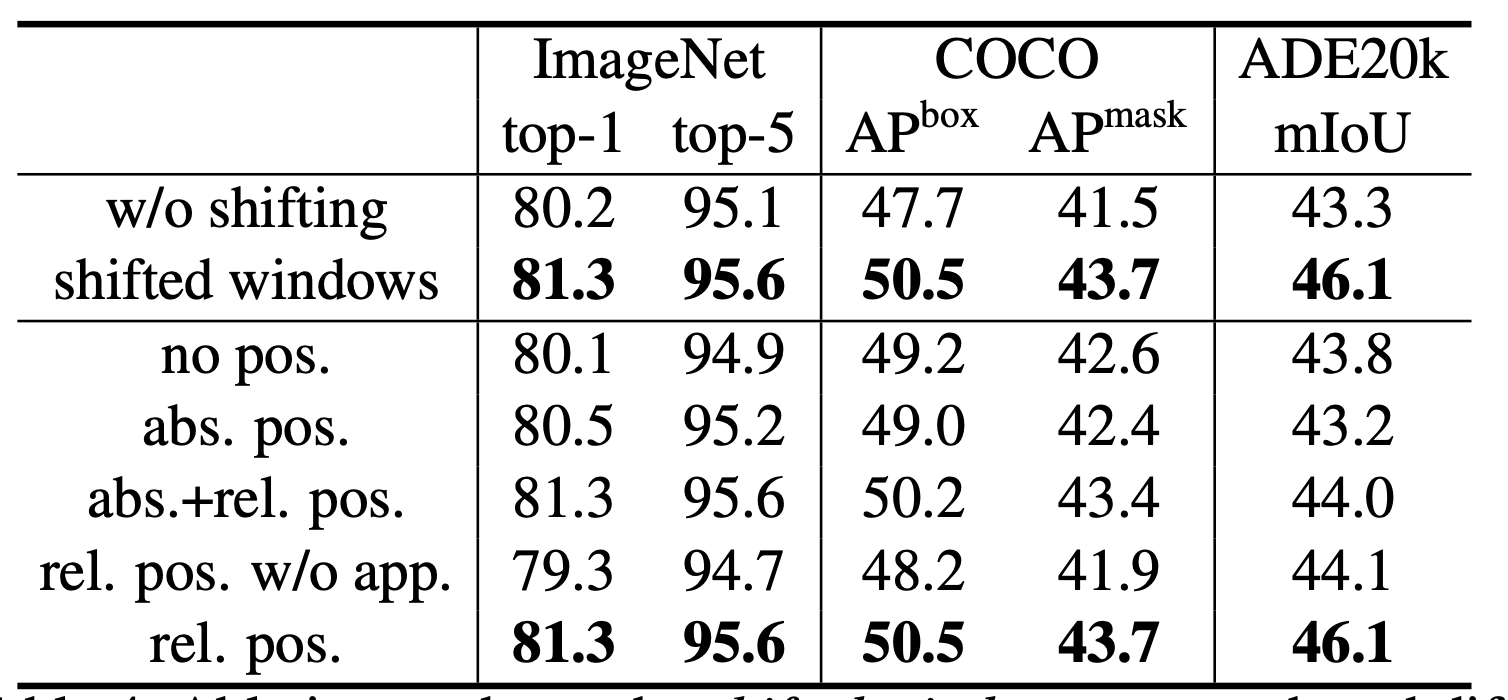 ImageNet COCO ADE20k
top-1 top-5 AP^box AP^mask mIoU
w/o shifting 80.2 95.1 47.7 41.5 43.3
shifted windows 81.3 95.6 50.5 43.7 46.1
no pos. 80.1 94.9 49.2 42.6 43.8
abs. pos. 80.5 95.2 49.0 42.4 43.2
abs.+rel. pos. 81.3 95.6 50.2 43.4 44.0
rel. pos. w/o app. 79.3 94.7 48.2 41.9 44.1
rel. pos. 81.3 95.6 50.5 43.7 46.1